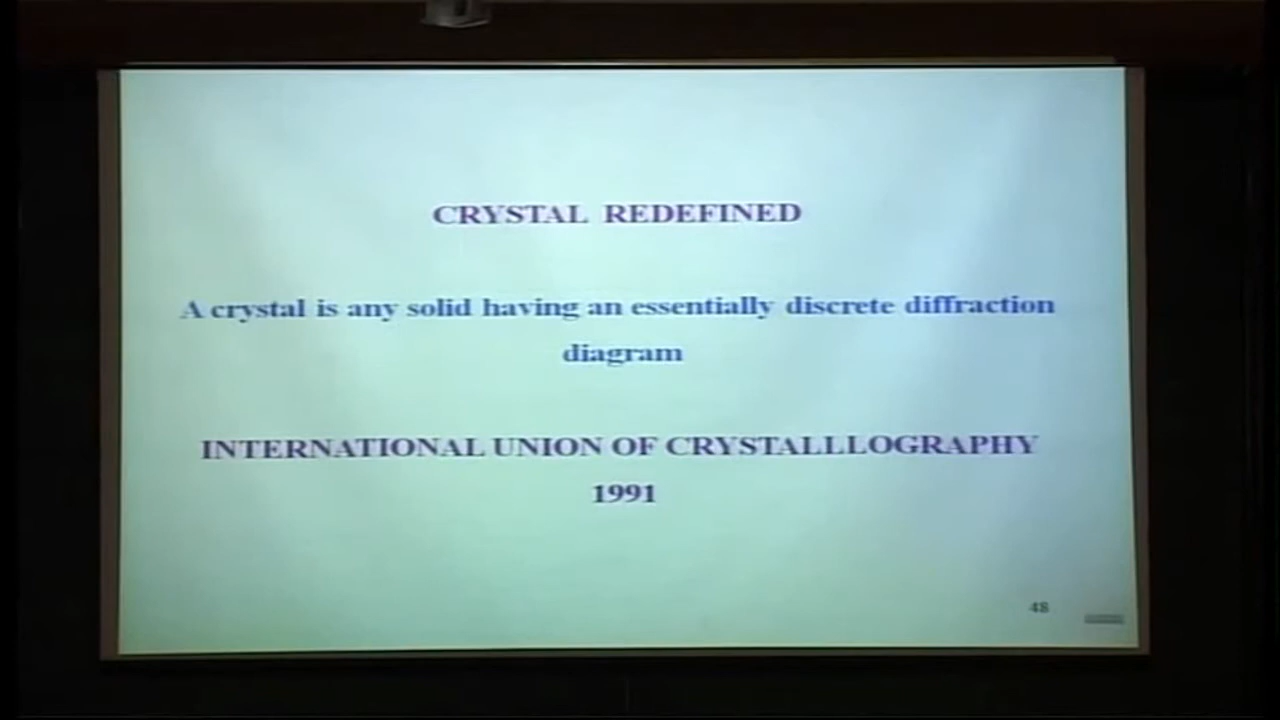 CRYSTAL REDEFINED
A crystal is any solid having an essentially discrete diffraction
diagram
INTERNATIONAL UNION OF CRYSTALLLOGRAPHY
1991
48